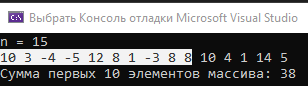 Выбрать Консоль отладки Microsoft Visual Studio
n = 15
10 3 -4 -5 12 8 1 -3 8 8 10 4 1 14 5
Сумма первых 10 элементов массива: 38